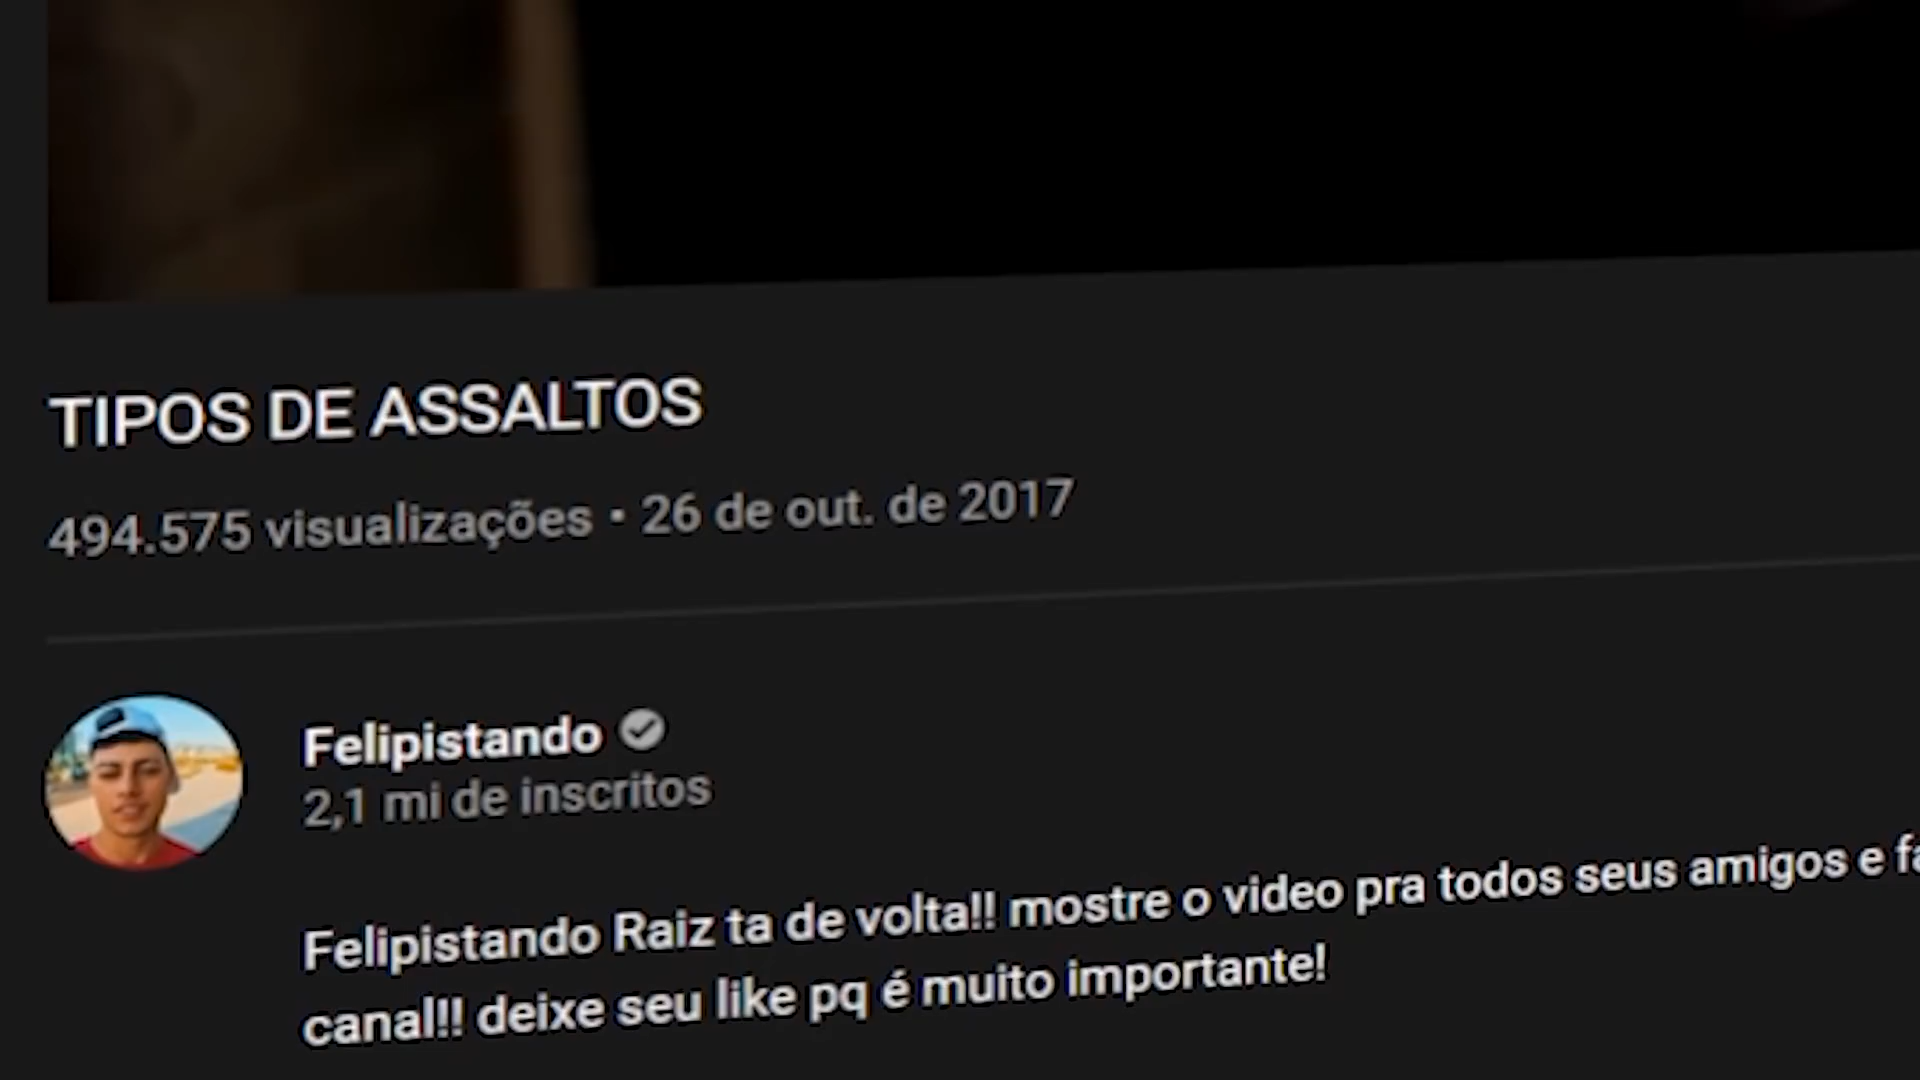 TIPOS DE ASSALTOS
494.575 visualizações • 26 de out. de 2017
Felipistando
2,1 mi de inscritos
Felipistando Raiz ta de volta!! mostre o video pra todos seus amigos e
canal!! deixe seu like pq é muito importante!